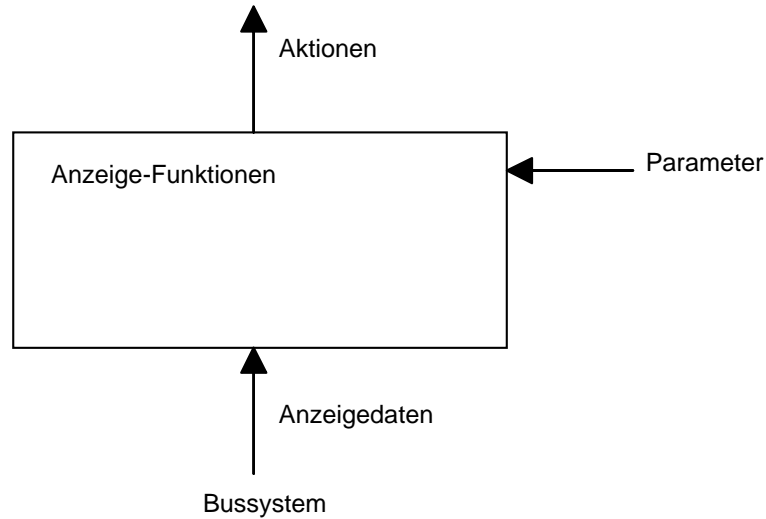 Aktionen
Anzeige-Funktionen
Parameter
Anzeigedaten
Bussystem